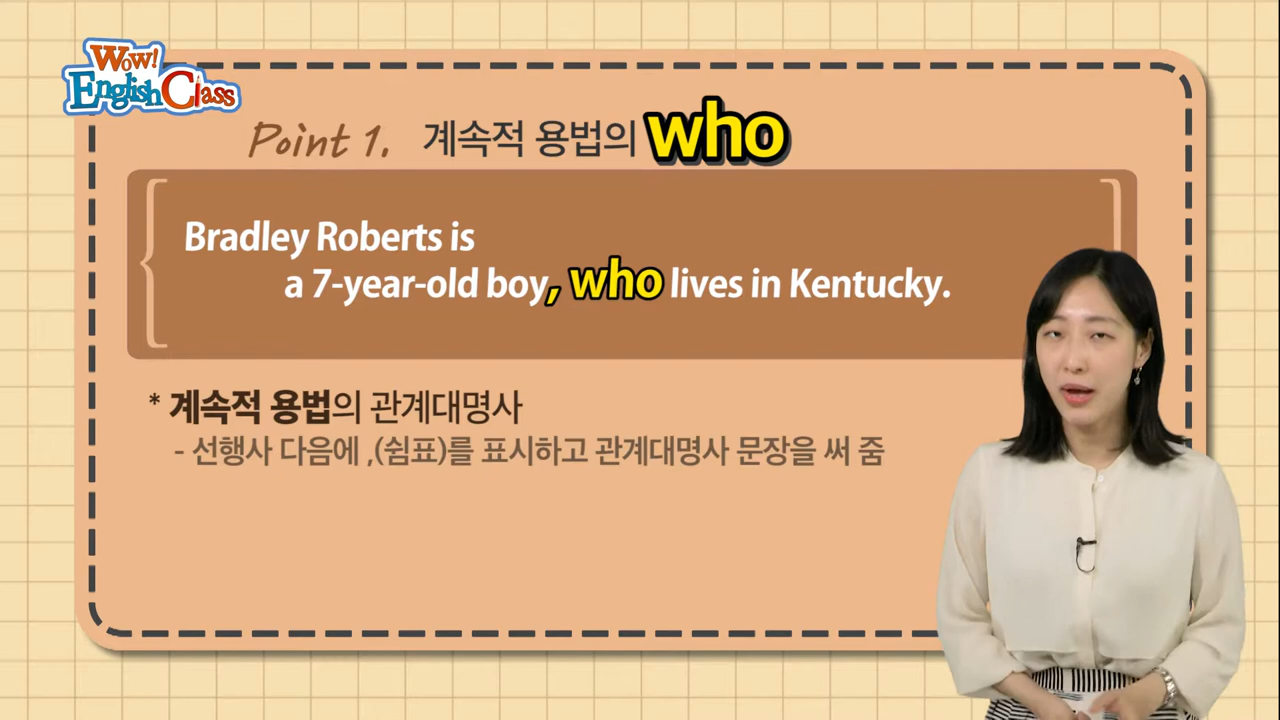 Wow!
English Class
Point 1. 계속적 용법의 who
Bradley Roberts is
a 7-year-old boy, who lives in Kentucky.
* 계속적 용법의 관계대명사
- 선행사 다음에 ,(쉼표)를 표시하고 관계대명사 문장을 써 줌